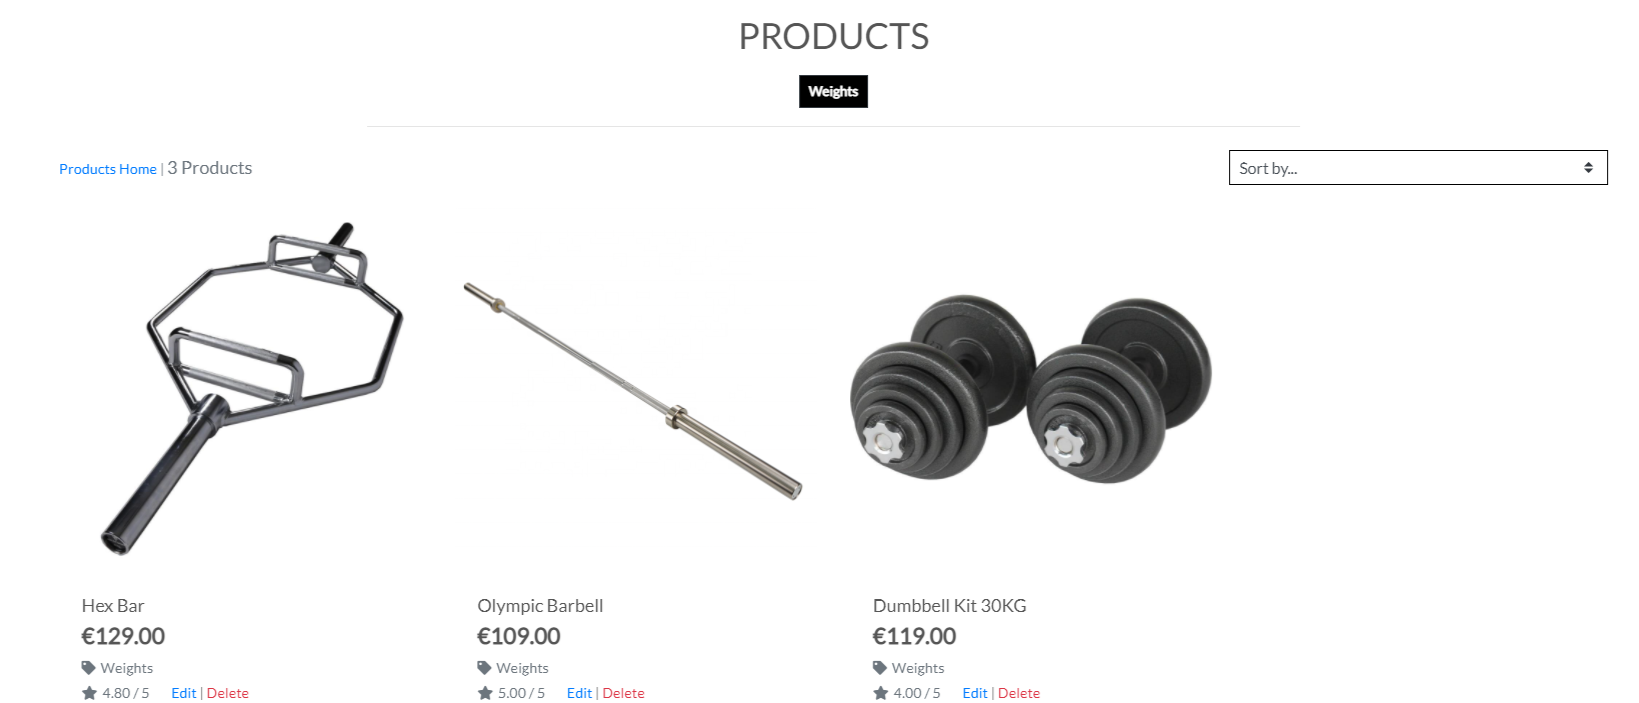 PRODUCTS
Weights
Products Home | 3 Products
Sort by...
Hex Bar
€129.00
Weights
4.80 / 5 Edit | Delete
Olympic Barbell
€109.00
Weights
5.00 / 5 Edit | Delete
Dumbbell Kit 30KG
€119.00
Weights
4.00 / 5 Edit | Delete